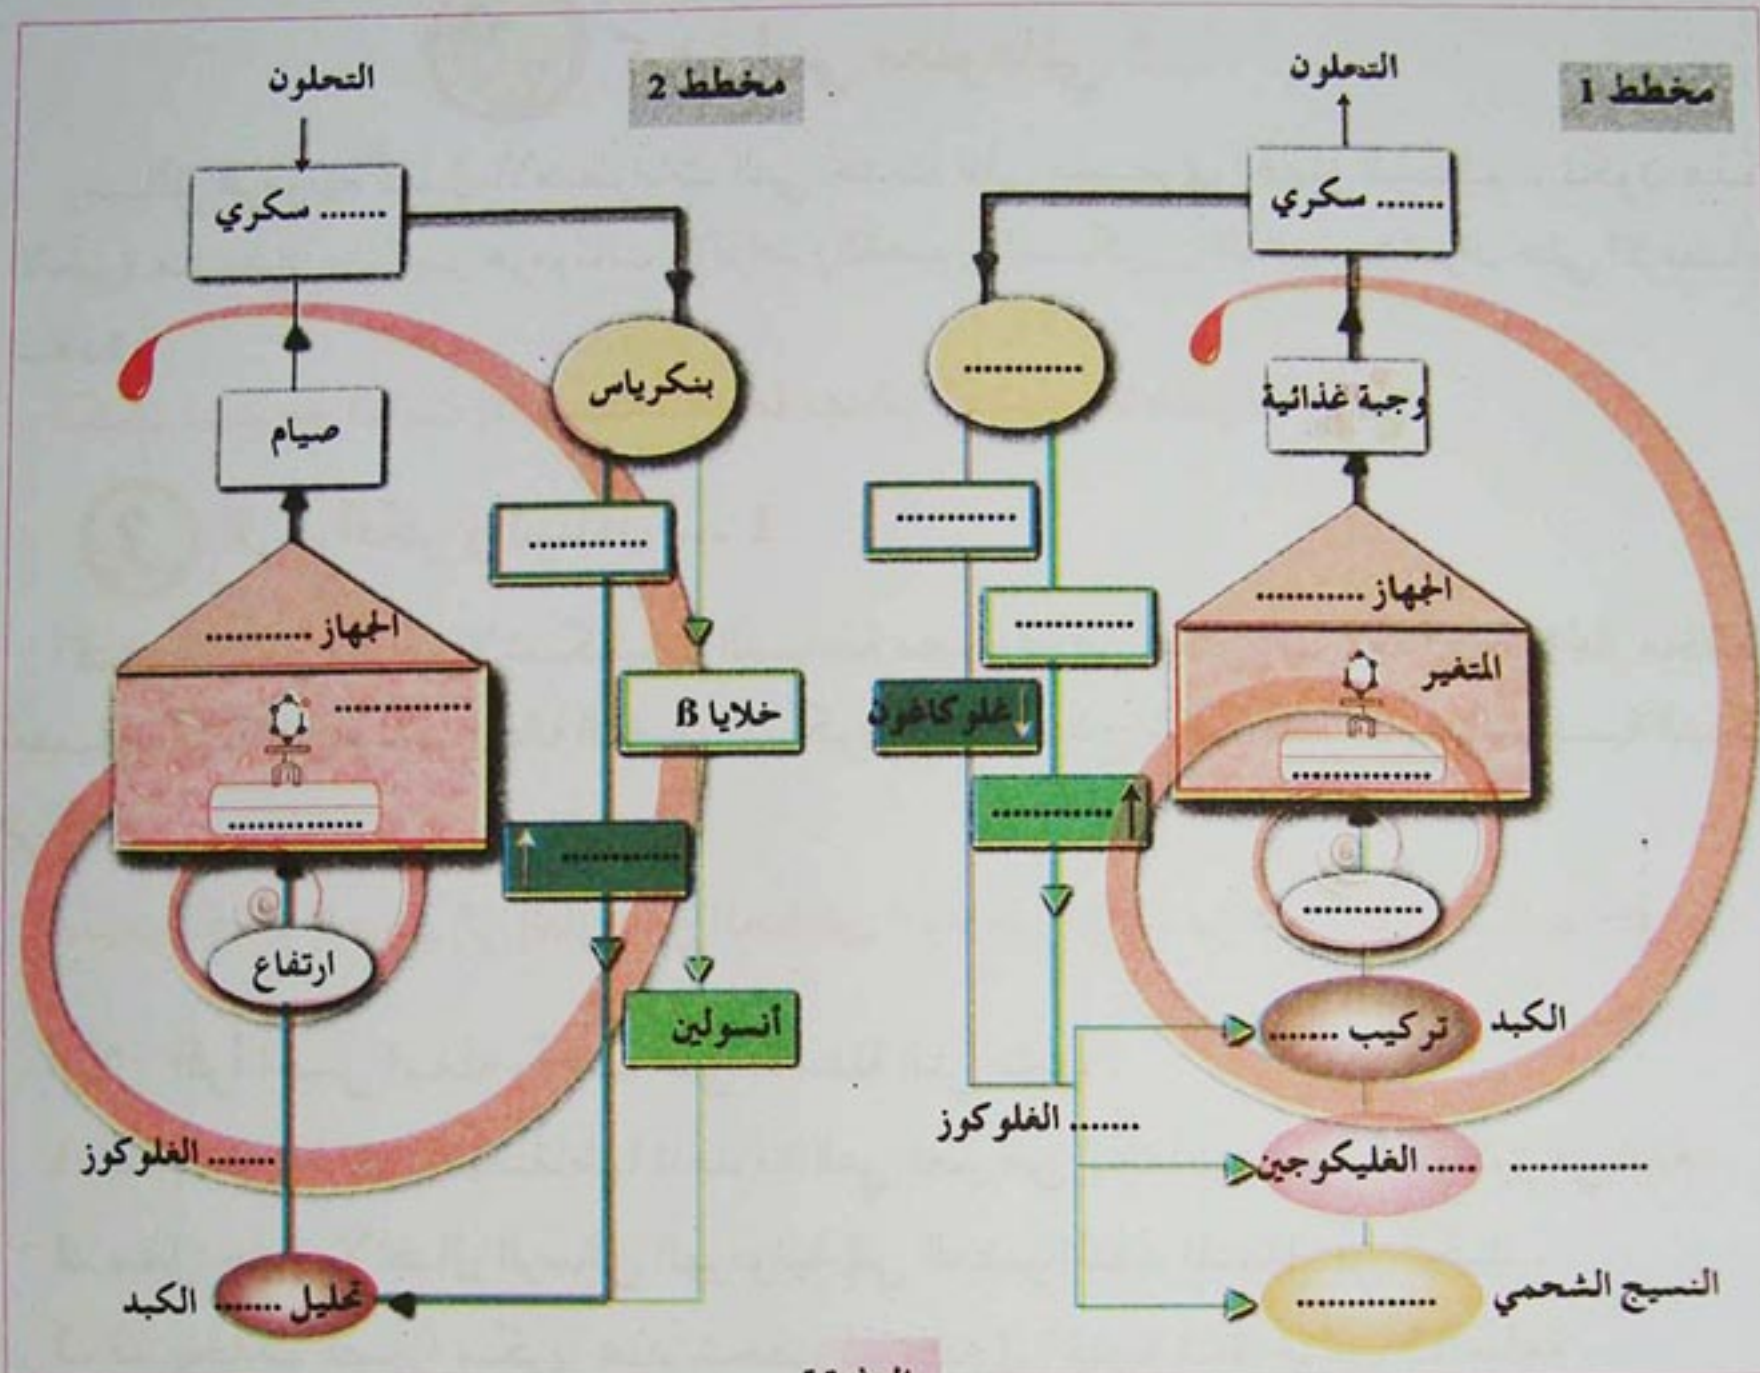 مخطط 1
التحلون
....... سكري
............
وجبة غذائية
............
............
غلوكاغون
............
الجهاز ...........
المتغير
..............
............
الكبد
تركيب .......
....... الغلوكوز
..... الغليكوجين
..............
النسيج الشحمي
..............
مخطط 2
التحلون
....... سكري
بنكرياس
صيام
............
الجهاز ...........
..............
خلايا β
..............
............
ارتفاع
أنسولين
....... الغلوكوز
تحليل .......
الكبد